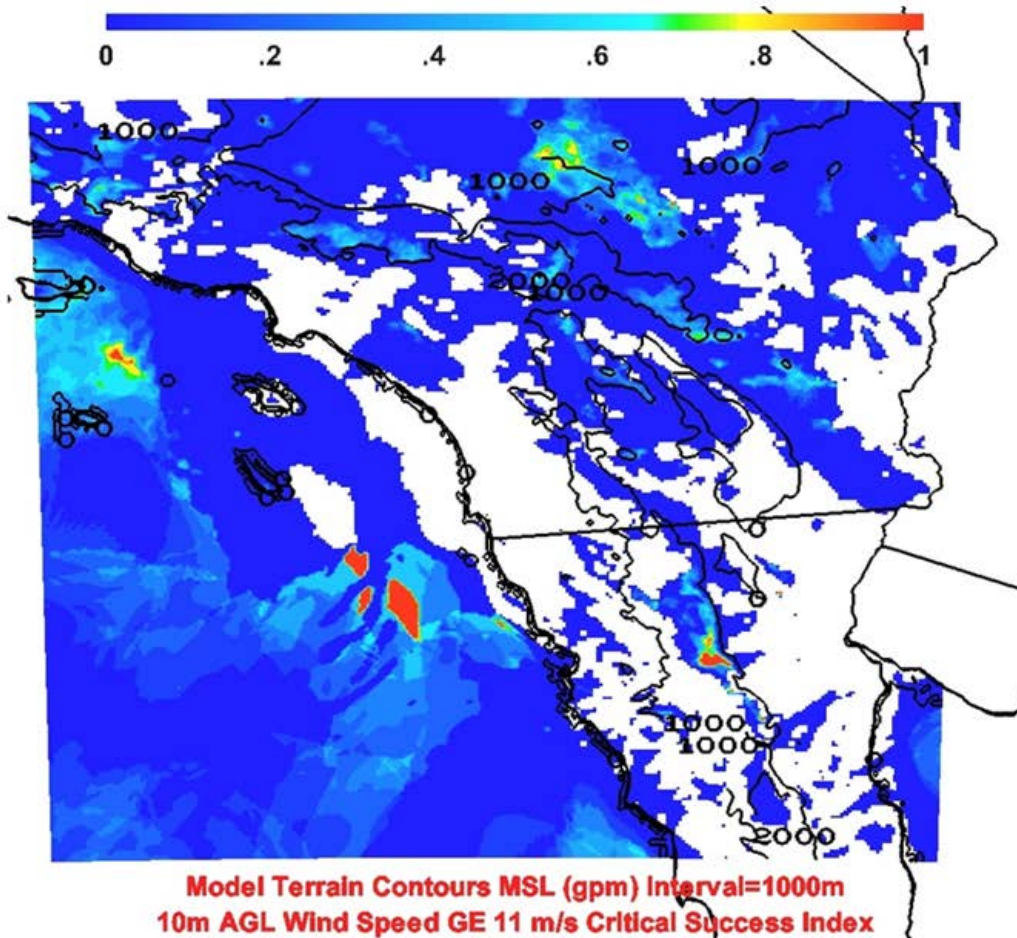 0 .2 .4 .6 .8 1
1000
1000 1000
2000
1000
1000
1000
2000
Model Terrain Contours MSL (gpm) Interval=1000m
10m AGL Wind Speed GE 11 m/s Critical Success Index